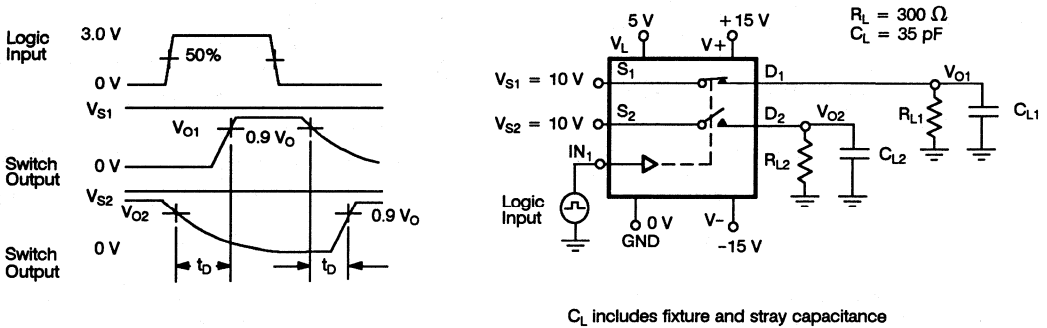 Logic
Input
3.0 V
50%
0 V
V_S1
V_O1
0.9 V_O
Switch
Output
0 V
V_S2
V_O2
0.9 V_O
Switch
Output
0 V
t_D
t_D
5 V
+15 V
V_L
V+
R_L = 300 Ω
C_L = 35 pF
V_S1 = 10 V
S_1
D_1
V_O1
R_L1
C_L1
V_S2 = 10 V
S_2
D_2
V_O2
R_L2
C_L2
IN_1
Logic
Input
0 V
GND
V−
−15 V
C_L includes fixture and stray capacitance